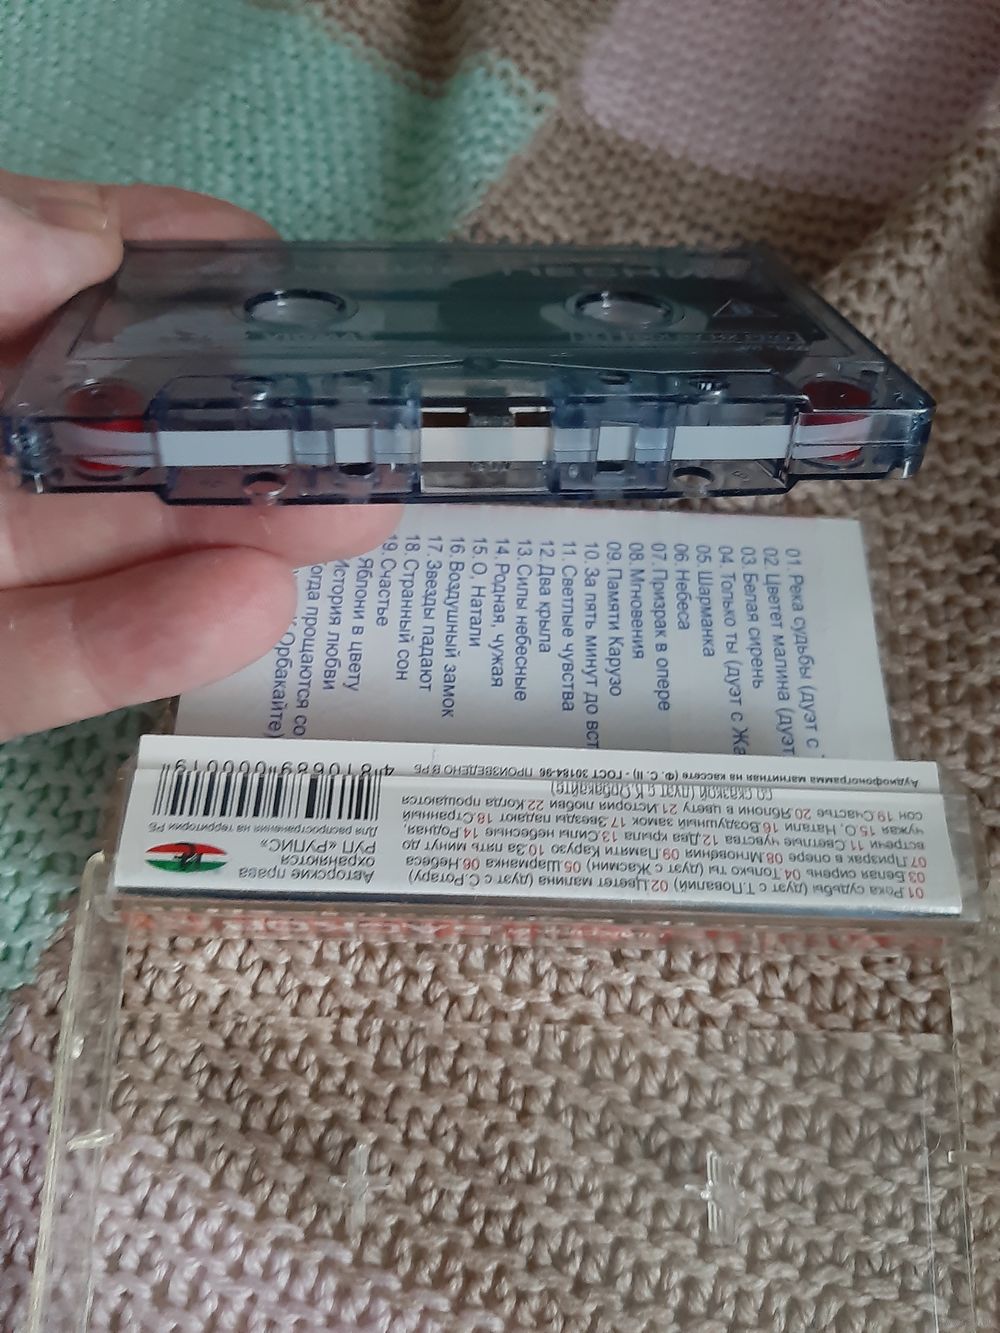 01. Река судьбы (дуэт с
02 Цветет малина (дуэт
03. Белая сирень
04. Только ты (дуэт с Жа
05. Шарманка
06 Небеса
07. Призрак в опере
08. Мгновения
09. Памяти Карузо
10. За пять минут до вст
11. Светлые чувства
12. Два крыла
13. Силы небесные
14. Родная, чужая
15. О, Натали
16 Воздушный замок
17. Звезды падают
18. Странный сон
19. Счастье
Яблони в цвету
История любви
огда прощаются со
Орбакайте)
01.Река судьбы (дуэт с Т.Повалий) 02.Цветет малина (дуэт с С.Ротару)
03.Белая сирень 04.Только ты (дуэт с Жасмин) 05.Шарманка 06.Небеса
07.Призрак в опере 08.Мгновения 09.Памяти Карузо 10.За пять минут до
встречи 11.Светлые чувства 12.Два крыла 13.Силы небесные 14.Родная,
чужая 15.О, Натали 16.Воздушный замок 17.Звезды падают 18.Странный
сон 19.Счастье 20.Яблони в цвету 21.История любви 22.Когда прощаются
со сказкой (дуэт с К.Орбакайте)
Аудиофонограмма магнитная на кассете (Ф. С. II) - ГОСТ 30184-96 ПРОИЗВЕДЕНО В РБ
Авторские права
охраняются
РУП «РУПИС»
Для распространения на территории РБ
4 810689 000019